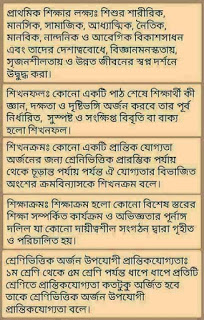 প্রাথমিক শিক্ষার লক্ষ্যঃ শিশুর শারীরিক,
মানসিক, সামাজিক, আধ্যাত্মিক, নৈতিক,
মানবিক, নান্দনিক ও আবেগিক বিকাশসাধন
এবং তাদের দেশাত্মবোধে, বিজ্ঞানমনস্কতায়,
সৃজনশীলতায় ও উন্নত জীবনের স্বপ্ন দর্শনে
উদ্বুদ্ধ করা।
শিখনফলঃ কোনো একটি পাঠ শেষে শিক্ষার্থী কী
জ্ঞান, দক্ষতা ও দৃষ্টিভঙ্গি অর্জন করবে তার পূর্ব
নির্ধারিত, সুস্পষ্ট ও সংক্ষিপ্ত বিবৃতি বা বাক্য
হলো শিখনফল।
শিখনক্রমঃ কোনো একটি প্রান্তিক যোগ্যতা
অর্জনের জন্য শ্রেনিভিত্তিক প্রারম্ভিক পর্যায়
থেকে চূড়ান্ত পর্যায় পর্যন্ত ঐ যোগ্যতার বিভাজিত
অংশের ক্রমবিন্যাসকে শিখনক্রম বলে।
শিক্ষাক্রমঃ শিক্ষাক্রম হলো কোনো বিশেষ স্তরের
শিক্ষা সম্পর্কিত কার্যক্রম ও অভিজ্ঞতার পূর্নাঙ্গ
দলিল যা কোনো দায়ীত্বশীল সংগঠন দ্বারা গৃহীত
ও পরিচালিত হয়।
শ্রেণিভিত্তিক অর্জন উপযোগী প্রান্তিকযোগ্যতাঃ
১ম শ্রেণি থেকে ৫ম শ্রেণি পর্যন্ত ধাপে ধাপে প্রতিটি
শ্রেণিতে প্রান্তিকযোগ্যতা কতটুকু অর্জিত হবে
তাকে শ্রেণিভিত্তিক অর্জন উপযোগী
প্রান্তিকযোগ্যতা বলে।